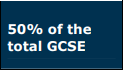 50% of the
total GCSE